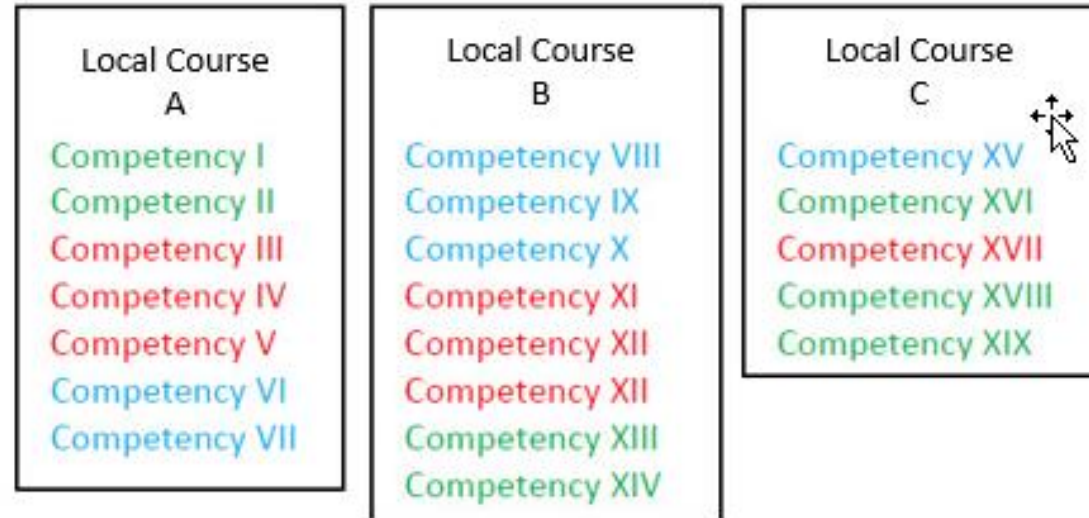 Local Course
A
Competency I
Competency II
Competency III
Competency IV
Competency V
Competency VI
Competency VII
Local Course
B
Competency VIII
Competency IX
Competency X
Competency XI
Competency XII
Competency XII
Competency XIII
Competency XIV
Local Course
C
Competency XV
Competency XVI
Competency XVII
Competency XVIII
Competency XIX